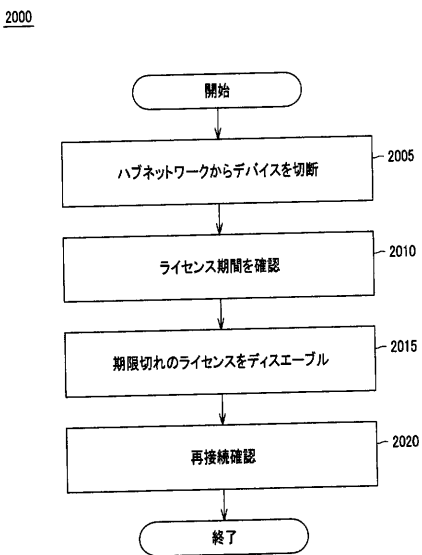 2000
開始
ハブネットワークからデバイスを切断
2005
ライセンス期間を確認
2010
期限切れのライセンスをディスエーブル
2015
再接続確認
2020
終了